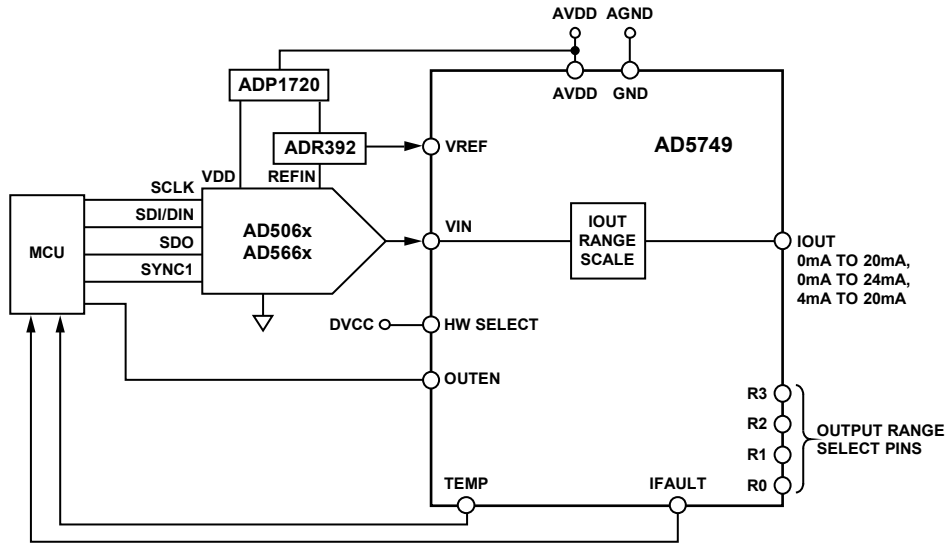 AVDD AGND
ADP1720
AVDD GND
ADR392
VREF
AD5749
VDD
REFIN
SCLK
SDI/DIN
SDO
SYNC1
MCU
AD506x
AD566x
VIN
IOUT
RANGE
SCALE
IOUT
0mA TO 20mA,
0mA TO 24mA,
4mA TO 20mA
DVCC
HW SELECT
OUTEN
R3
R2
R1
R0
OUTPUT RANGE
SELECT PINS
TEMP
IFAULT